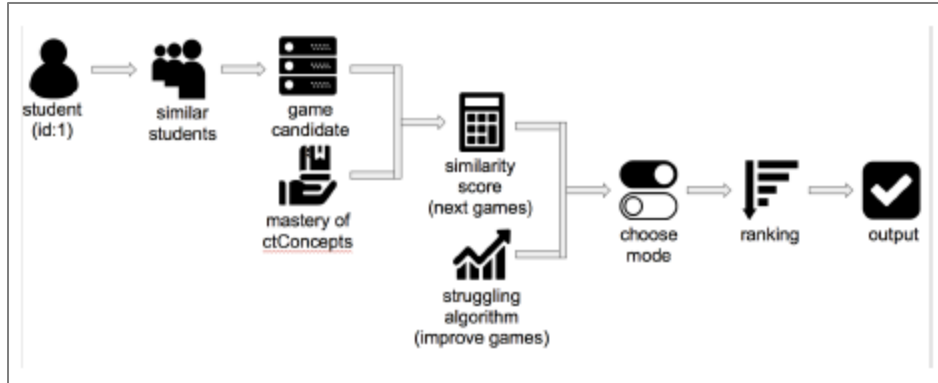 student
(id:1)
similar
students
game
candidate
mastery of
ctConcepts
similarity
score
(next games)
struggling
algorithm
(improve games)
choose
mode
ranking
output